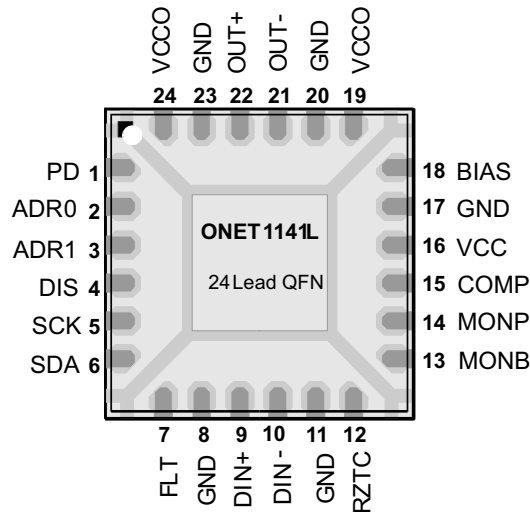 VCCO
GND
OUT+
OUT-
GND
VCCO
24
23
22
21
20
19
PD 1
ADR0 2
ADR1 3
DIS 4
SCK 5
SDA 6
ONET1141L
24 Lead QFN
18 BIAS
17 GND
16 VCC
15 COMP
14 MONP
13 MONB
7
8
9
10
11
12
FLT
GND
DIN+
DIN-
GND
RZTC